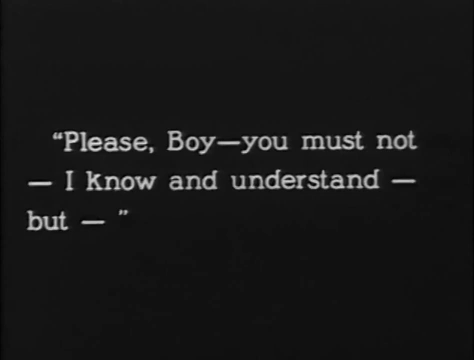 “Please, Boy—you must not
— I know and understand —
but — ”